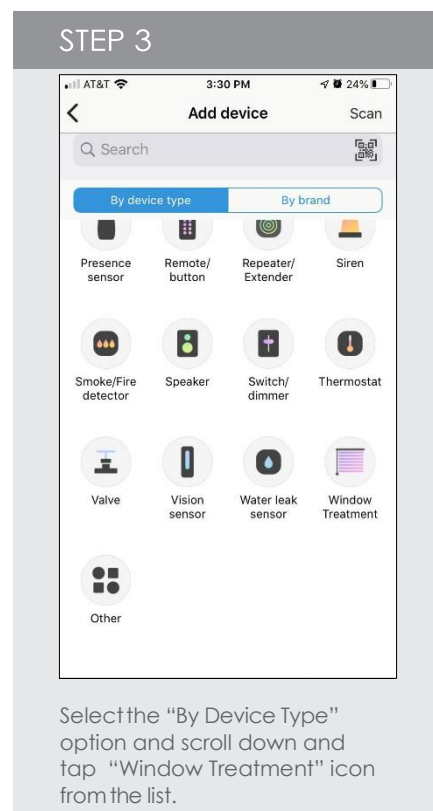 STEP 3
AT&T 3:30 PM 24%
Add device Scan
Search
By device type By brand
Presence Remote/ Repeater/ Siren
sensor button Extender
Smoke/Fire Speaker Switch/ Thermostat
detector dimmer
Valve Vision Water leak Window
sensor sensor Treatment
Other
Select the “By Device Type”
option and scroll down and
tap “Window Treatment” icon
from the list.